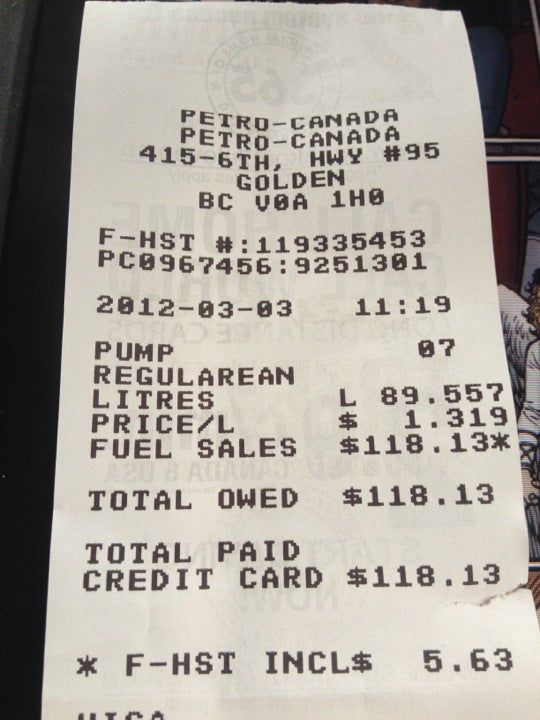 PETRO-CANADA
PETRO-CANADA
415-6TH, HWY #95
GOLDEN
BC V0A 1H0
F-HST #:119335453
PC0967456:9251301
2012-03-03 11:19
PUMP 07
REGULAREAN
LITRES L 89.557
PRICE/L $ 1.319
FUEL SALES $118.13*
TOTAL OWED $118.13
TOTAL PAID
CREDIT CARD $118.13
* F-HST INCL$ 5.63
VISA